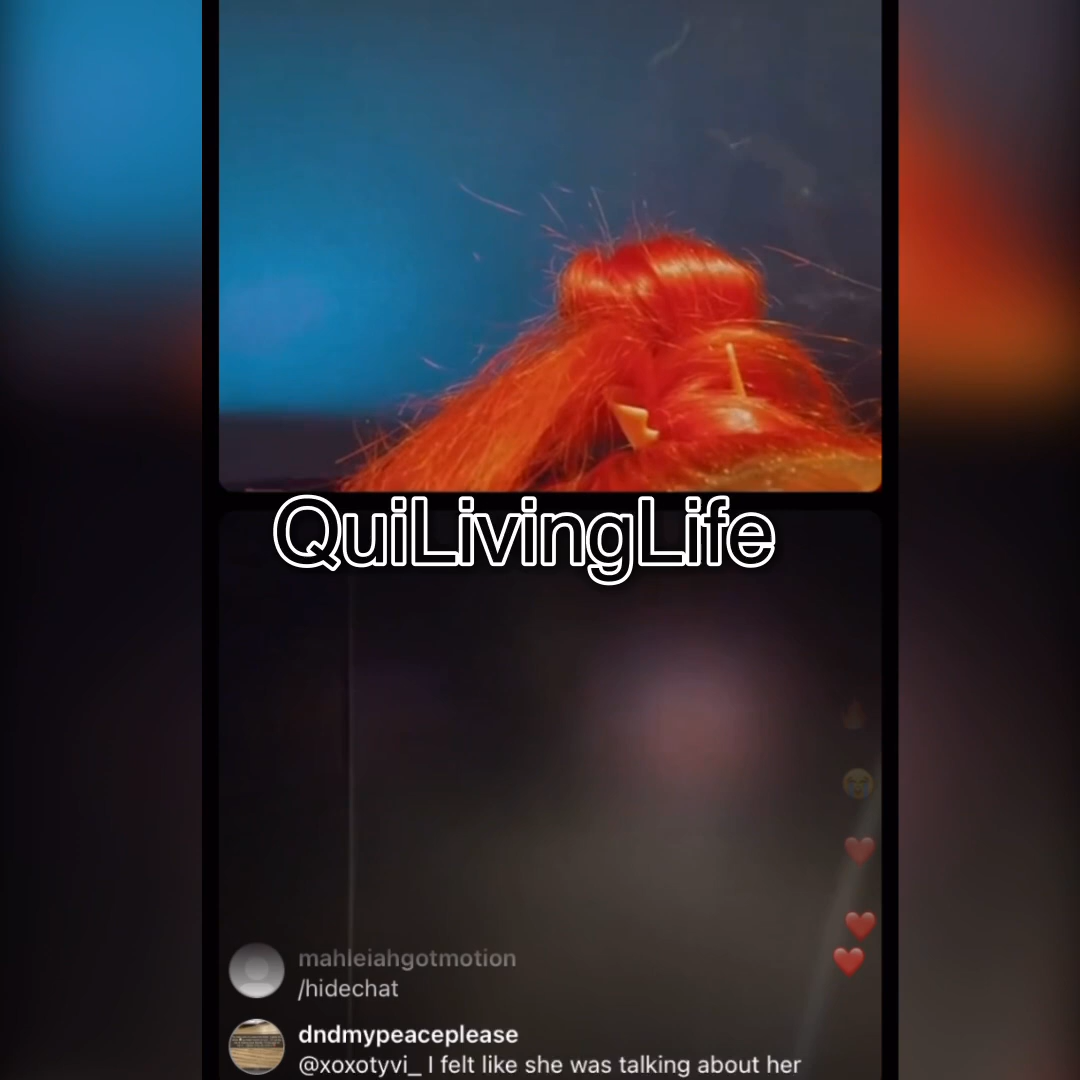 QuiLivingLife
mahleiahgotmotion
/hidechat
dndmypeaceplease
@xoxotyvi_ I felt like she was talking about her